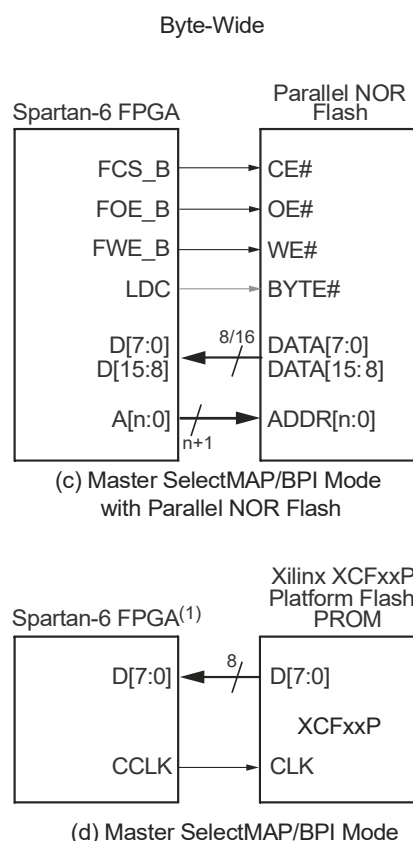 Byte-Wide
Parallel NOR
Flash
Spartan-6 FPGA
FCS_B CE#
FOE_B OE#
FWE_B WE#
LDC BYTE#
8/16
D[7:0] DATA[7:0]
D[15:8] DATA[15:8]
A[n:0] ADDR[n:0]
n+1
(c) Master SelectMAP/BPI Mode
with Parallel NOR Flash
Xilinx XCFxxP
Platform Flash
PROM
Spartan-6 FPGA(1)
8
D[7:0] D[7:0]
XCFxxP
CCLK CLK
(d) Master SelectMAP/BPI Mode